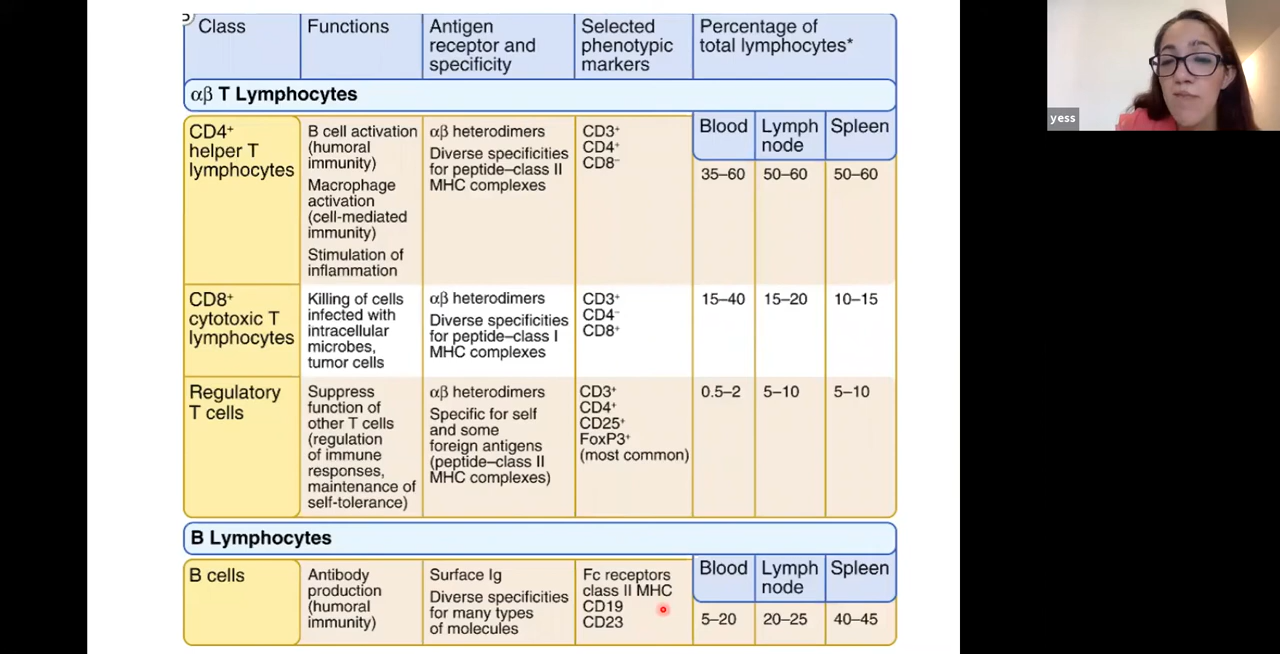 Class
Functions
Antigen
receptor and
specificity
Selected
phenotypic
markers
Percentage of
total lymphocytes*
αβ T Lymphocytes
Blood
Lymph
node
Spleen
CD4⁺
helper T
lymphocytes
B cell activation
(humoral
immunity)
Macrophage
activation
(cell-mediated
immunity)
Stimulation of
inflammation
αβ heterodimers
Diverse specificities
for peptide–class II
MHC complexes
CD3⁺
CD4⁺
CD8⁻
35–60
50–60
50–60
CD8⁺
cytotoxic T
lymphocytes
Killing of cells
infected with
intracellular
microbes,
tumor cells
αβ heterodimers
Diverse specificities
for peptide–class I
MHC complexes
CD3⁺
CD4⁻
CD8⁺
15–40
15–20
10–15
Regulatory
T cells
Suppress
function of
other T cells
(regulation
of immune
responses,
maintenance of
self-tolerance)
αβ heterodimers
Specific for self
and some
foreign antigens
(peptide–class II
MHC complexes)
CD3⁺
CD4⁺
CD25⁺
FoxP3⁺
(most common)
0.5–2
5–10
5–10
B Lymphocytes
Blood
Lymph
node
Spleen
B cells
Antibody
production
(humoral
immunity)
Surface Ig
Diverse specificities
for many types
of molecules
Fc receptors
class II MHC
CD19
CD23
5–20
20–25
40–45
yess